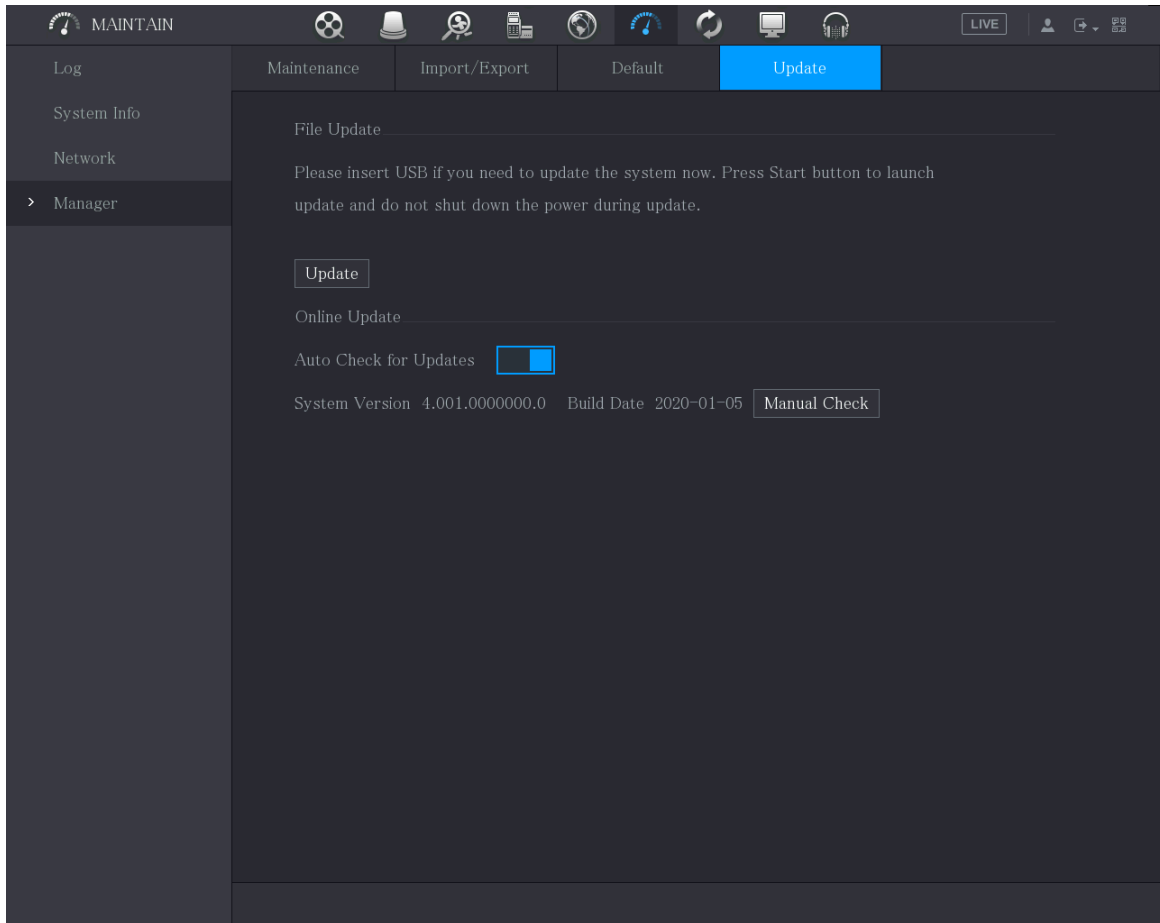 MAINTAIN LIVE
Log
System Info
Network
Manager
Maintenance Import/Export Default Update
File Update
Please insert USB if you need to update the system now. Press Start button to launch
update and do not shut down the power during update.
Update
Online Update
Auto Check for Updates
System Version 4.001.0000000.0 Build Date 2020-01-05 Manual Check